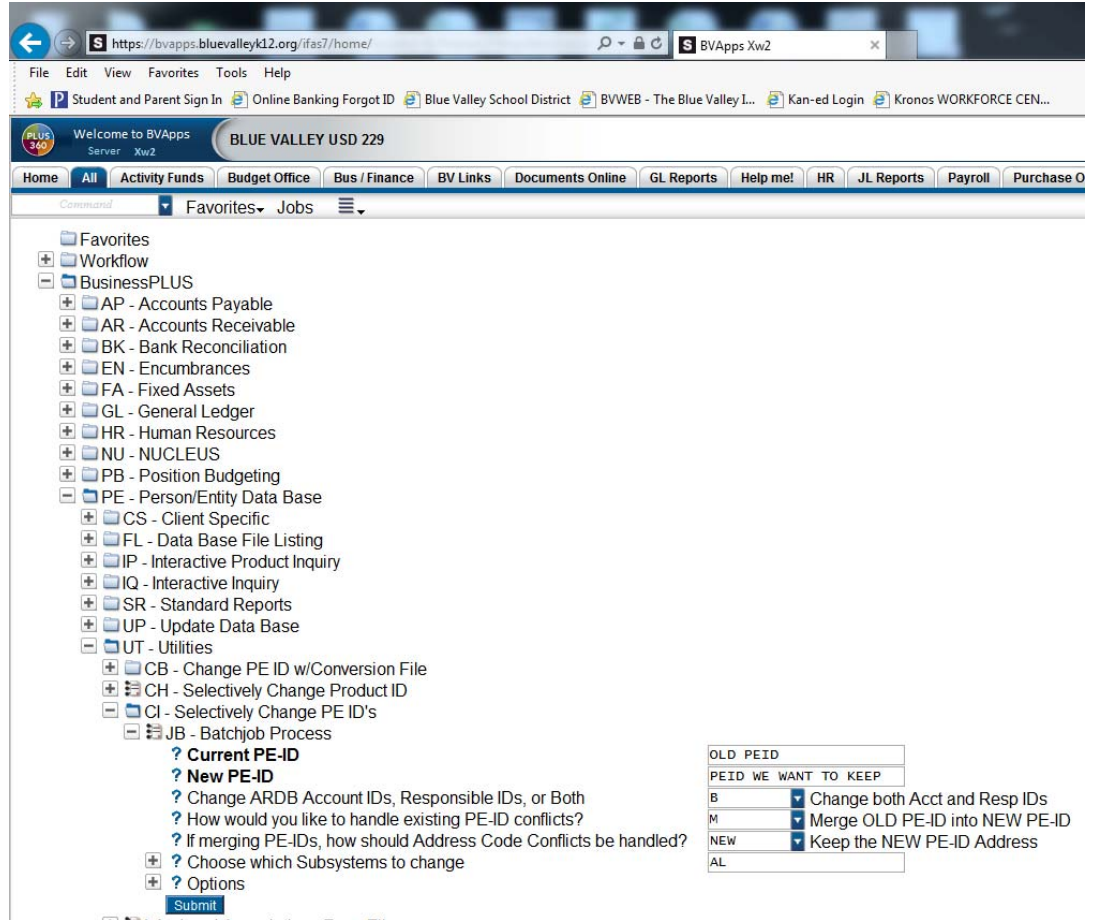 https://bvapps.bluevalleyk12.org/ifas7/home/
BVApps Xw2
File Edit View Favorites Tools Help
Student and Parent Sign In Online Banking Forgot ID Blue Valley School District BVWEB - The Blue Valley I... Kan-ed Login Kronos WORKFORCE CEN...
PLUS 360
Welcome to BVApps
Server Xw2
BLUE VALLEY USD 229
Home All Activity Funds Budget Office Bus / Finance BV Links Documents Online GL Reports Help me! HR JL Reports Payroll Purchase O
Command Favorites Jobs
Favorites
Workflow
BusinessPLUS
AP - Accounts Payable
AR - Accounts Receivable
BK - Bank Reconciliation
EN - Encumbrances
FA - Fixed Assets
GL - General Ledger
HR - Human Resources
NU - NUCLEUS
PB - Position Budgeting
PE - Person/Entity Data Base
CS - Client Specific
FL - Data Base File Listing
IP - Interactive Product Inquiry
IQ - Interactive Inquiry
SR - Standard Reports
UP - Update Data Base
UT - Utilities
CB - Change PE ID w/Conversion File
CH - Selectively Change Product ID
CI - Selectively Change PE ID's
JB - Batchjob Process
? Current PE-ID OLD PEID
? New PE-ID PEID WE WANT TO KEEP
? Change ARDB Account IDs, Responsible IDs, or Both B Change both Acct and Resp IDs
? How would you like to handle existing PE-ID conflicts? M Merge OLD PE-ID into NEW PE-ID
? If merging PE-IDs, how should Address Code Conflicts be handled? NEW Keep the NEW PE-ID Address
? Choose which Subsystems to change AL
? Options
Submit